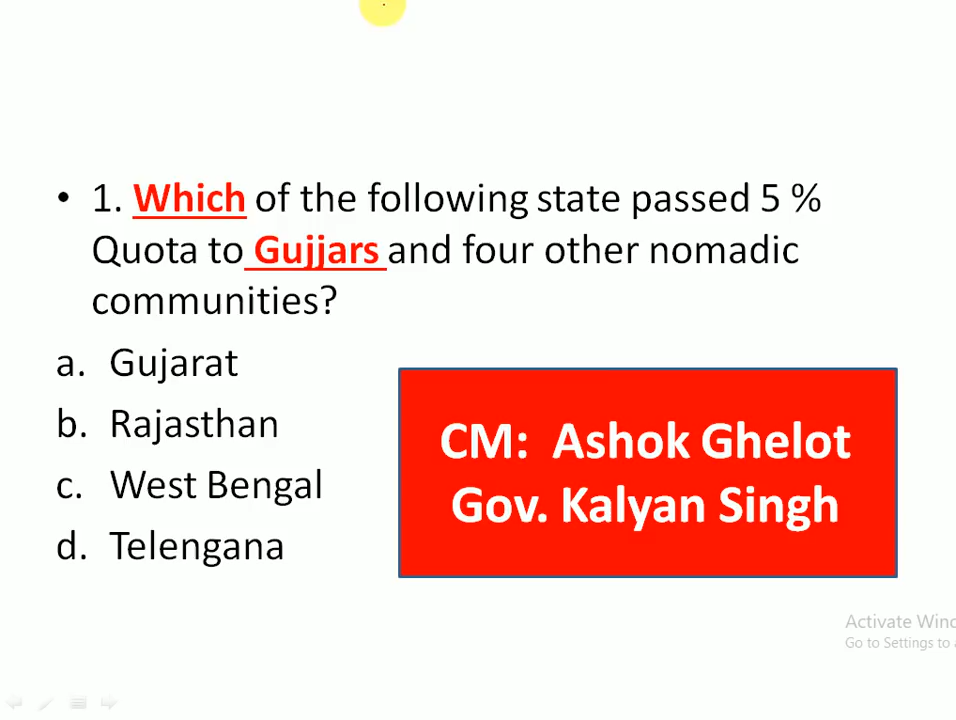 • 1. Which of the following state passed 5 %
Quota to Gujjars and four other nomadic
communities?
a. Gujarat
b. Rajasthan
c. West Bengal
d. Telengana
CM: Ashok Ghelot
Gov. Kalyan Singh
Activate Wind
Go to Settings to a